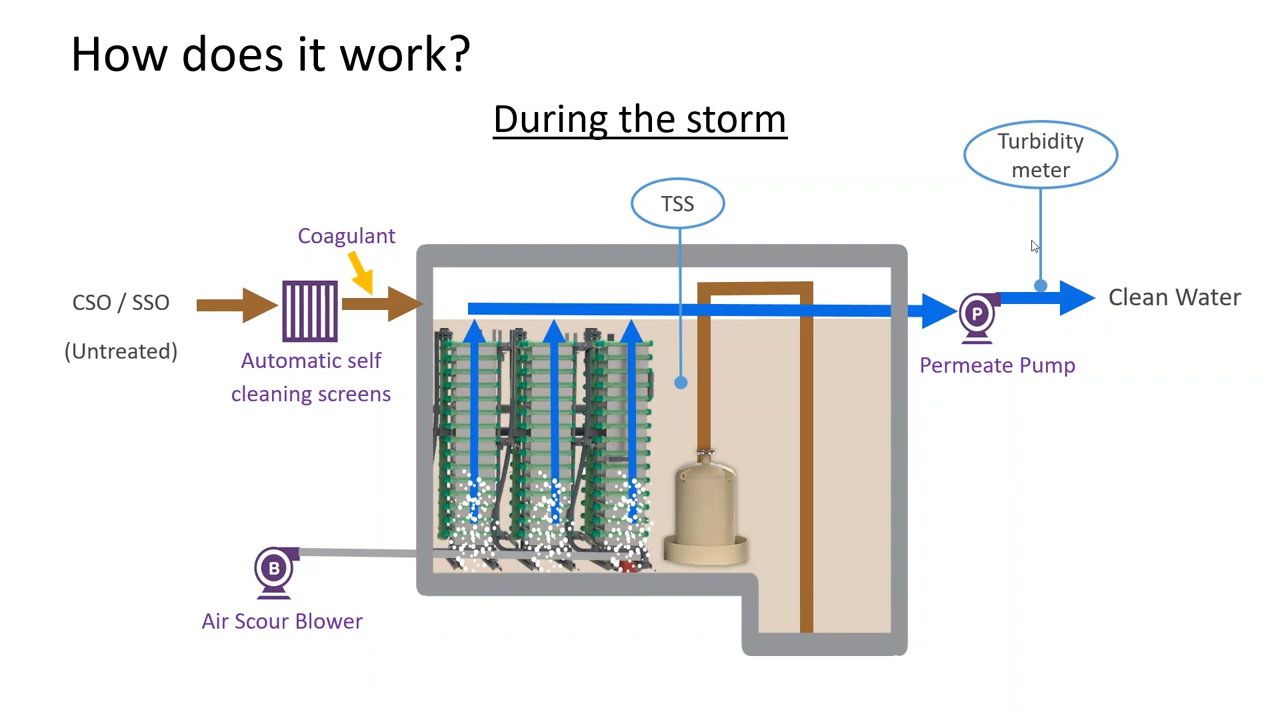 How does it work?
During the storm
Turbidity
meter
TSS
Coagulant
CSO / SSO
(Untreated)
Automatic self
cleaning screens
P
Clean Water
Permeate Pump
B
Air Scour Blower